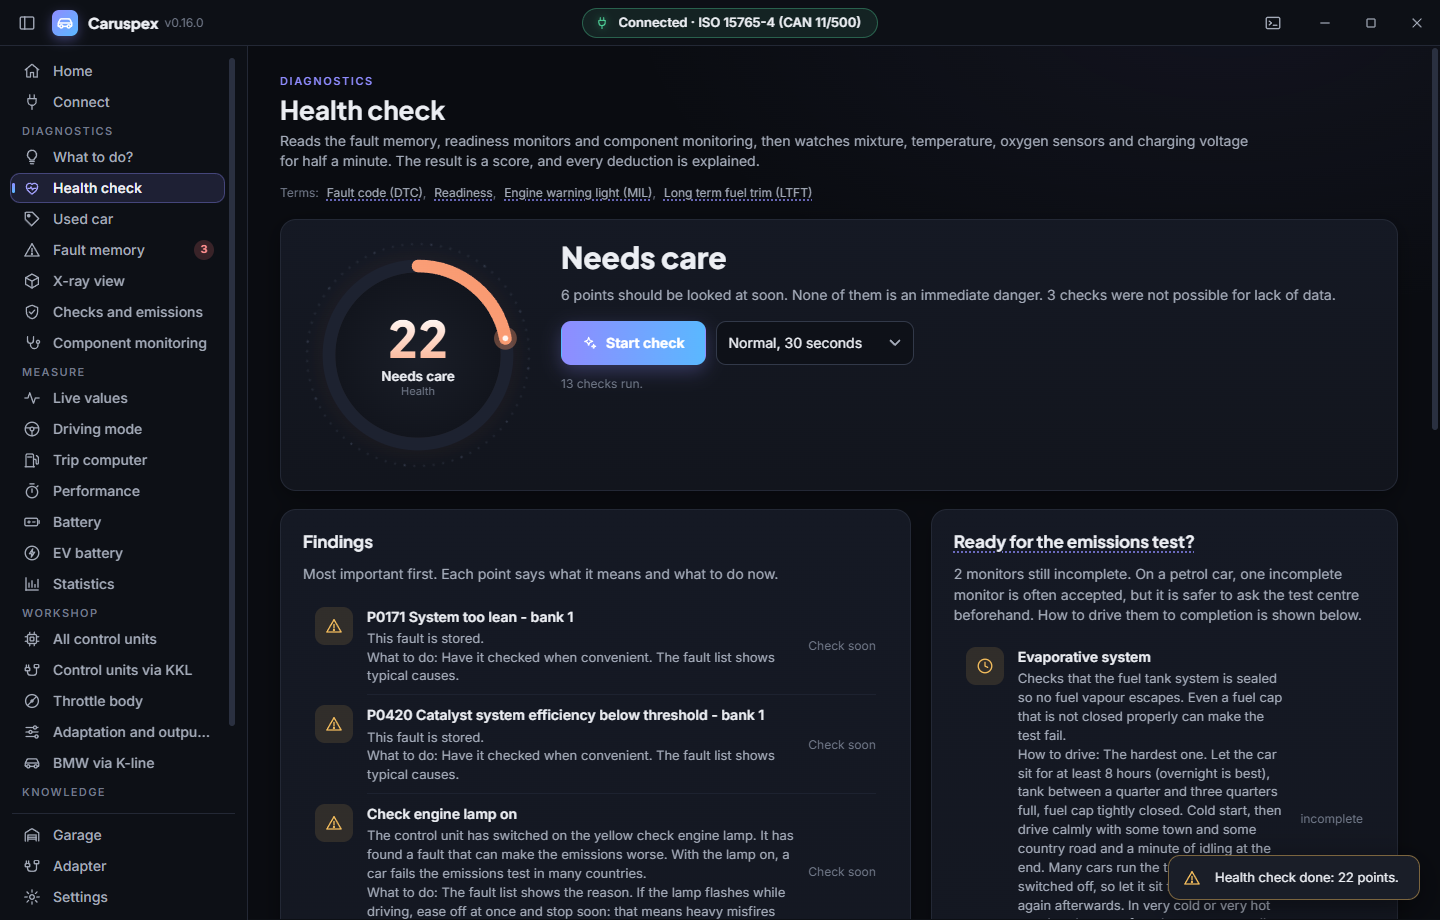 Caruspex v0.16.0
Connected · ISO 15765-4 (CAN 11/500)
Home
Connect
DIAGNOSTICS
What to do?
Health check
Used car
Fault memory 3
X-ray view
Checks and emissions
Component monitoring
MEASURE
Live values
Driving mode
Trip computer
Performance
Battery
EV battery
Statistics
WORKSHOP
All control units
Control units via KKL
Throttle body
Adaptation and outpu...
BMW via K-line
KNOWLEDGE
Garage
Adapter
Settings
DIAGNOSTICS
Health check
Reads the fault memory, readiness monitors and component monitoring, then watches mixture, temperature, oxygen sensors and charging voltage
for half a minute. The result is a score, and every deduction is explained.
Terms: Fault code (DTC), Readiness, Engine warning light (MIL), Long term fuel trim (LTFT)
22
Needs care
Health
Needs care
6 points should be looked at soon. None of them is an immediate danger. 3 checks were not possible for lack of data.
Start check
Normal, 30 seconds
13 checks run.
Findings
Most important first. Each point says what it means and what to do now.
P0171 System too lean - bank 1
This fault is stored.
What to do: Have it checked when convenient. The fault list shows
typical causes.
Check soon
P0420 Catalyst system efficiency below threshold - bank 1
This fault is stored.
What to do: Have it checked when convenient. The fault list shows
typical causes.
Check soon
Check engine lamp on
The control unit has switched on the yellow check engine lamp. It has
found a fault that can make the emissions worse. With the lamp on, a
car fails the emissions test in many countries.
What to do: The fault list shows the reason. If the lamp flashes while
driving, ease off at once and stop soon: that means heavy misfires
Check soon
Ready for the emissions test?
2 monitors still incomplete. On a petrol car, one incomplete
monitor is often accepted, but it is safer to ask the test centre
beforehand. How to drive them to completion is shown below.
Evaporative system
Checks that the fuel tank system is sealed
so no fuel vapour escapes. Even a fuel cap
that is not closed properly can make the
test fail.
How to drive: The hardest one. Let the car
sit for at least 8 hours (overnight is best),
tank between a quarter and three quarters
full, fuel cap tightly closed. Cold start, then
drive calmly with some town and some
country road and a minute of idling at the
end. Many cars run the t
switched off, so let it sit
again afterwards. In very cold or very hot
incomplete
Health check done: 22 points.